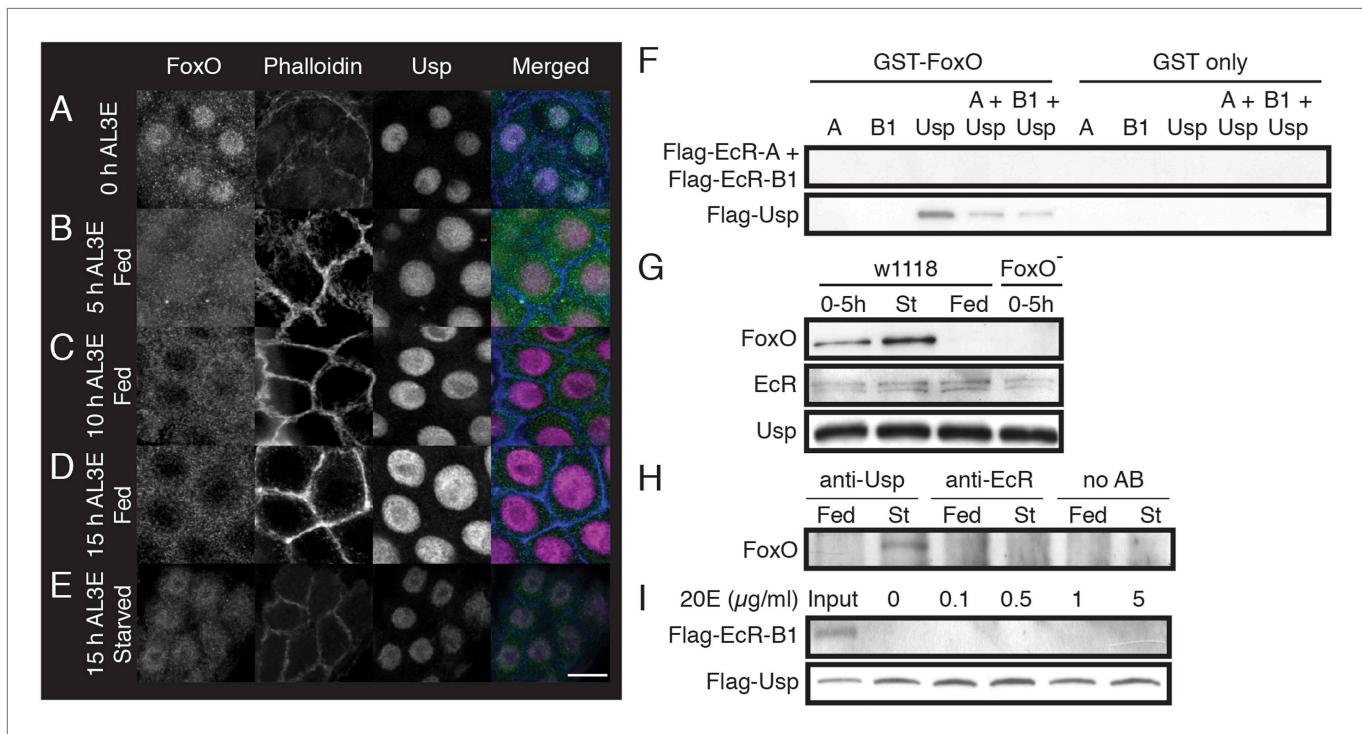 FoxO Phalloidin Usp Merged
A
0 h AL3E
B
5 h AL3E
Fed
C
10 h AL3E
Fed
D
15 h AL3E
Fed
E
15 h AL3E
Starved
F
GST-FoxO GST only
A B1 Usp A + Usp B1 + Usp A B1 Usp A + Usp B1 + Usp
Flag-EcR-A +
Flag-EcR-B1
Flag-Usp
G
w1118 FoxO-
0-5h St Fed 0-5h
FoxO
EcR
Usp
H
anti-Usp anti-EcR no AB
Fed St Fed St Fed St
FoxO
I
20E (µg/ml) Input 0 0.1 0.5 1 5
Flag-EcR-B1
Flag-Usp